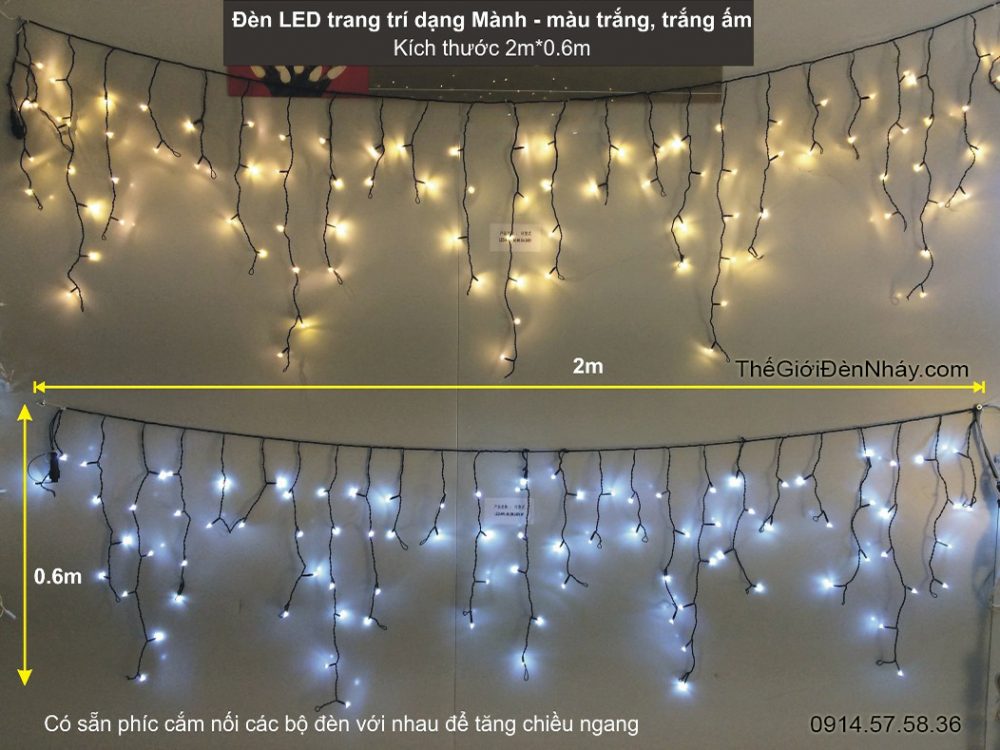 Đèn LED trang trí dạng Mành - màu trắng, trắng ấm
Kích thước 2m*0.6m
2m
ThếGiớiĐènNháy.com
0.6m
Có sẵn phíc cắm nối các bộ đèn với nhau để tăng chiều ngang
0914.57.58.36